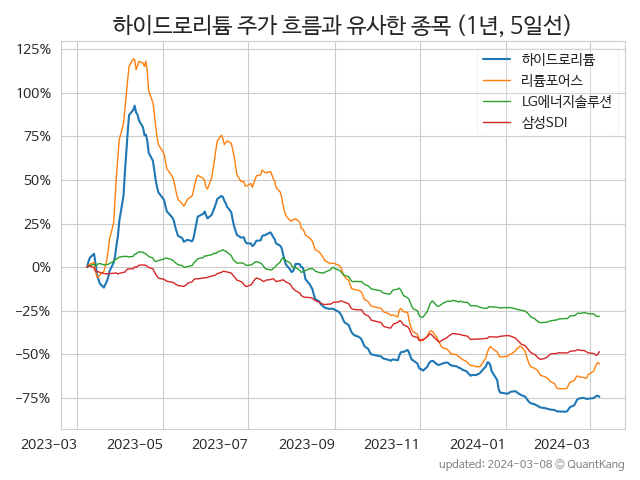 하이드로리튬 주가 흐름과 유사한 종목 (1년, 5일선)
하이드로리튬
리튬포어스
LG에너지솔루션
삼성SDI
125%
100%
75%
50%
25%
0%
−25%
−50%
−75%
2023-03 2023-05 2023-07 2023-09 2023-11 2024-01 2024-03
updated: 2024-03-08 © QuantKang